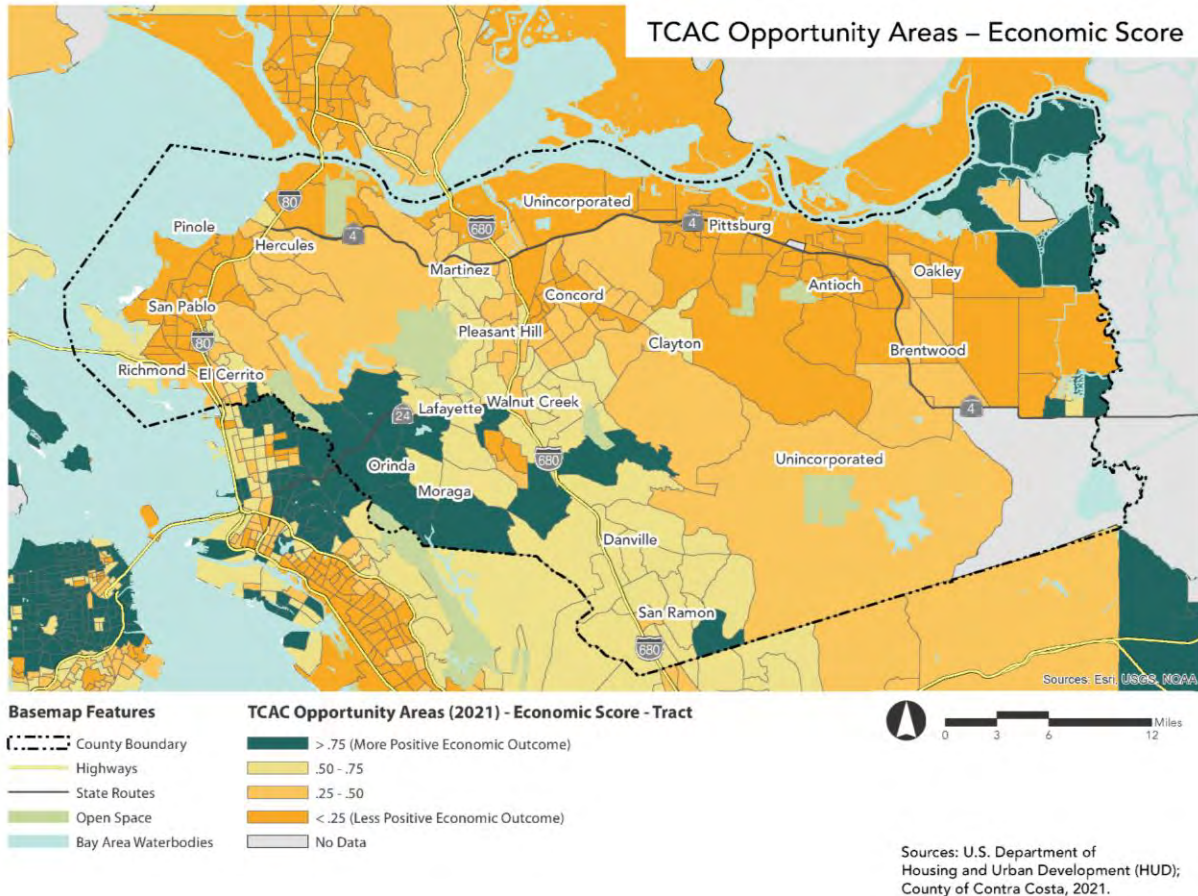 TCAC Opportunity Areas – Economic Score
80
Unincorporated
Pinole
680
4
Pittsburg
Hercules
4
Martinez
Oakley
San Pablo
Concord
Antioch
80
Pleasant Hill
Clayton
Brentwood
Richmond
El Cerrito
4
24
Lafayette
Walnut Creek
Orinda
680
Unincorporated
Moraga
Danville
San Ramon
680
Sources: Esri, USGS, NOAA
Basemap Features
County Boundary
Highways
State Routes
Open Space
Bay Area Waterbodies
TCAC Opportunity Areas (2021) - Economic Score - Tract
> .75 (More Positive Economic Outcome)
.50 - .75
.25 - .50
< .25 (Less Positive Economic Outcome)
No Data
Miles
0 3 6 12
Sources: U.S. Department of
Housing and Urban Development (HUD);
County of Contra Costa, 2021.